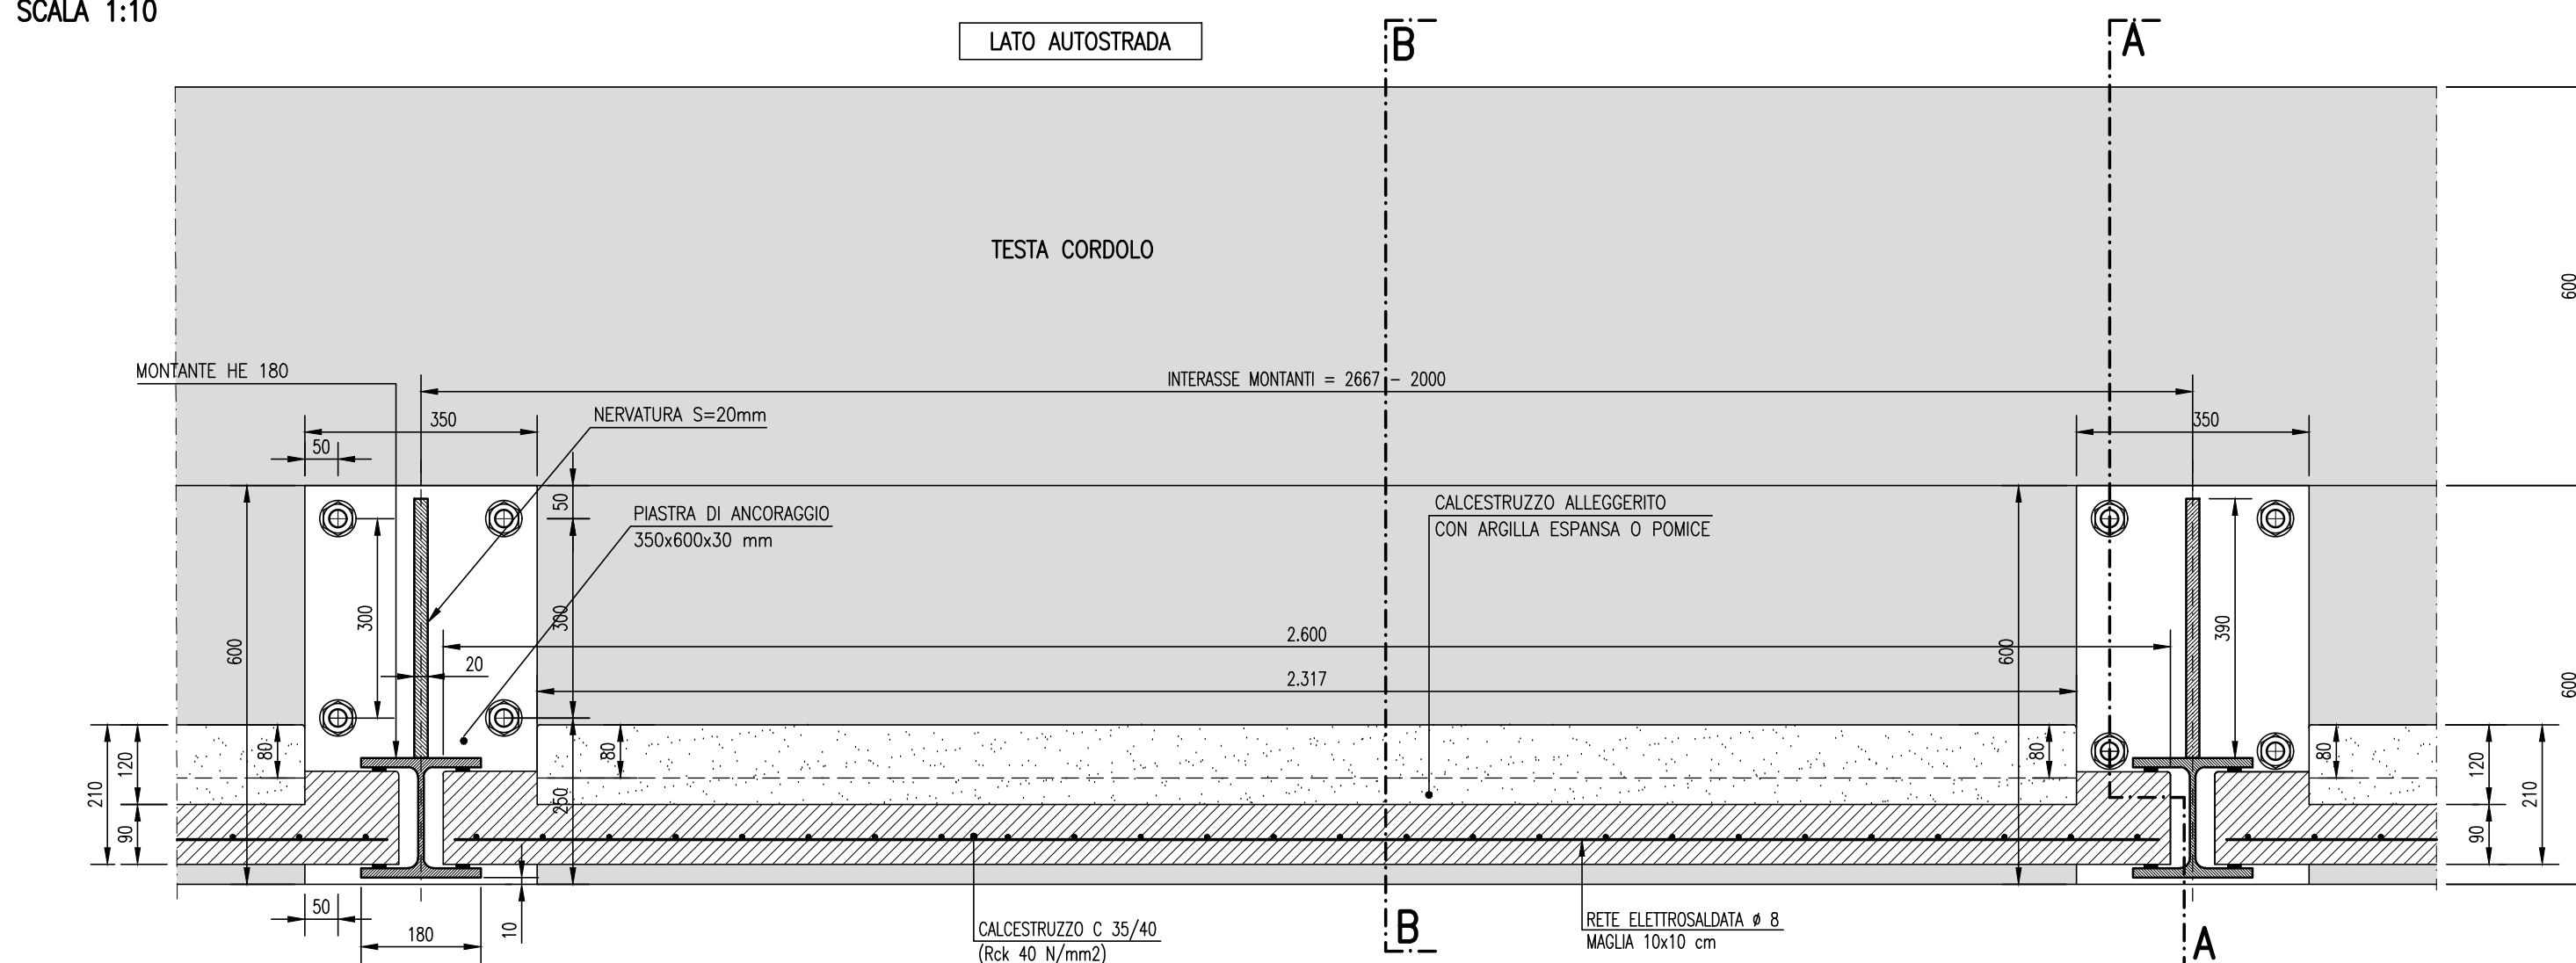 SCALA 1:10
LATO AUTOSTRADA
B
A
TESTA CORDOLO
600
MONTANTE HE 180
INTERASSE MONTANTI = 2667 - 2000
350
NERVATURA S=20mm
350
50
50
PIASTRA DI ANCORAGGIO
350x600x30 mm
CALCESTRUZZO ALLEGGERITO
CON ARGILLA ESPANSA O POMICE
300
300
390
600
2.600
600
20
2.317
600
80
80
80
80
210
120
120
210
250
90
90
50
10
180
CALCESTRUZZO C 35/40
(Rck 40 N/mm2)
B
RETE ELETTROSALDATA ø 8
MAGLIA 10x10 cm
A